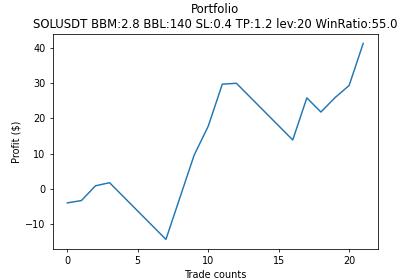 Portfolio
SOLUSDT BBM:2.8 BBL:140 SL:0.4 TP:1.2 lev:20 WinRatio:55.0
40
30
20
10
0
−10
Profit ($)
0 5 10 15 20
Trade counts